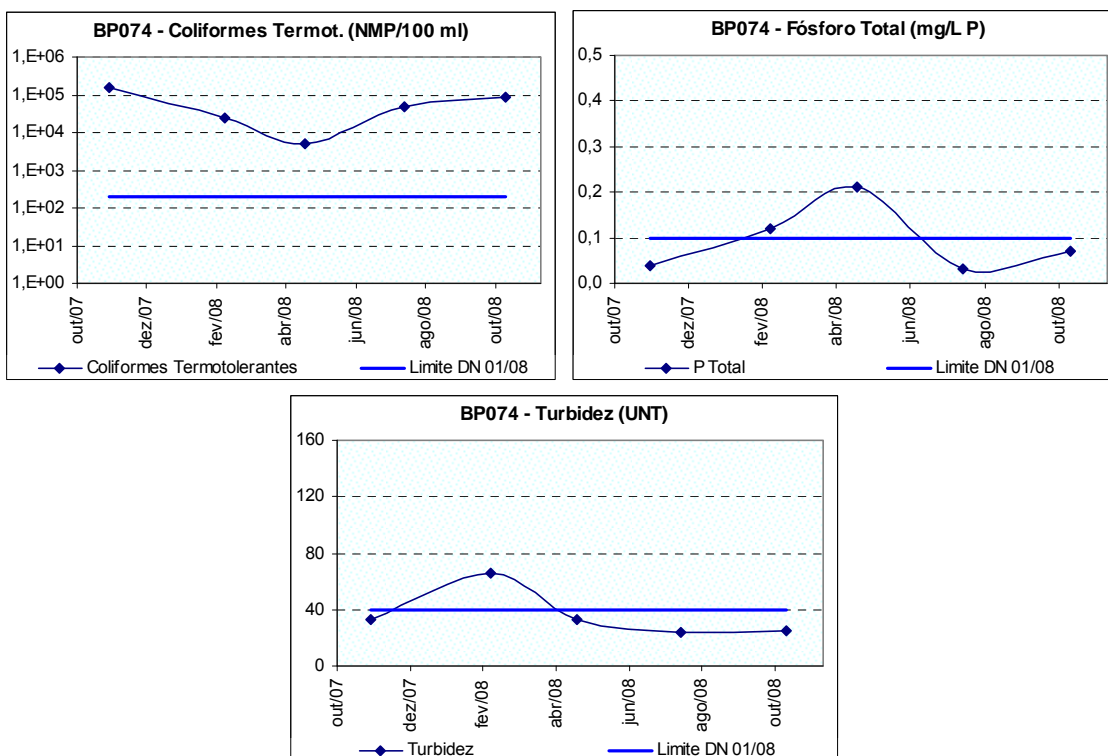 BP074 - Coliformes Termot. (NMP/100 ml)
1,E+06
1,E+05
1,E+04
1,E+03
1,E+02
1,E+01
1,E+00
out/07
dez/07
fev/08
abr/08
jun/08
ago/08
out/08
Coliformes Termotolerantes
Limite DN 01/08
BP074 - Fósforo Total (mg/L P)
0,5
0,4
0,3
0,2
0,1
0,0
out/07
dez/07
fev/08
abr/08
jun/08
ago/08
out/08
P Total
Limite DN 01/08
BP074 - Turbidez (UNT)
160
120
80
40
0
out/07
dez/07
fev/08
abr/08
jun/08
ago/08
out/08
Turbidez
Limite DN 01/08